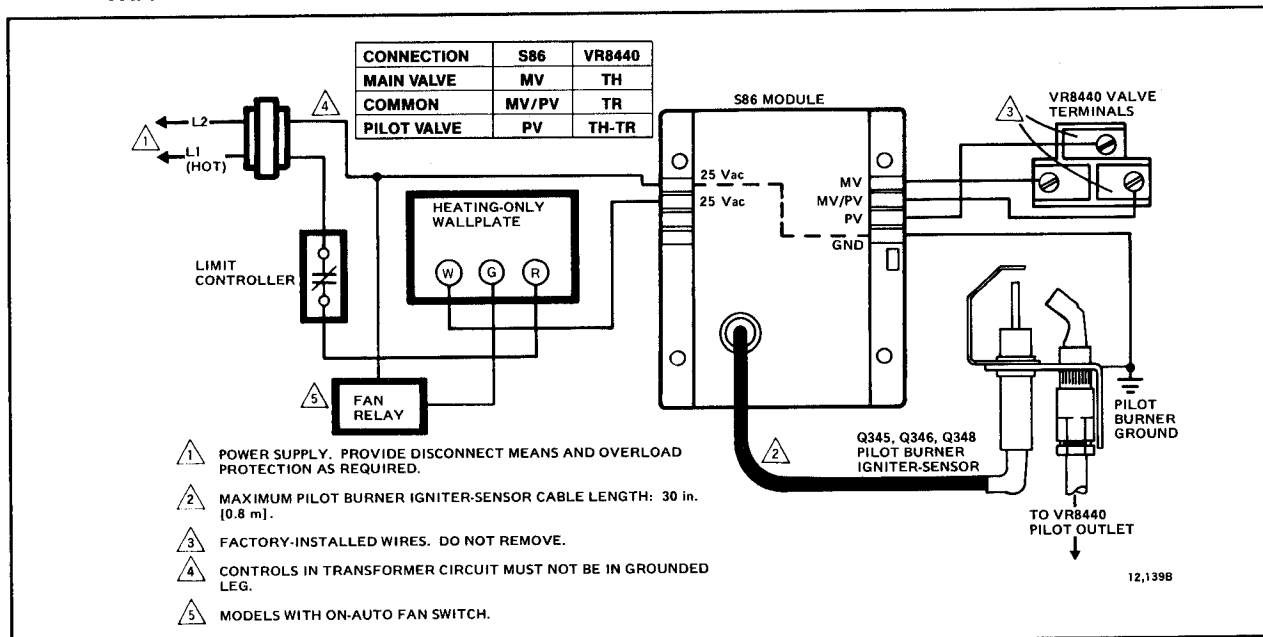 CONNECTION S86 VR8440
MAIN VALVE MV TH
COMMON MV/PV TR
PILOT VALVE PV TH-TR
4
L2
1
L1
(HOT)
S86 MODULE
3
VR8440 VALVE
TERMINALS
25 Vac
25 Vac
MV
MV/PV
PV
GND
HEATING-ONLY
WALLPLATE
W G R
LIMIT
CONTROLLER
5
FAN
RELAY
2
Q345, Q346, Q348
PILOT BURNER
IGNITER-SENSOR
PILOT
BURNER
GROUND
TO VR8440
PILOT OUTLET
1 POWER SUPPLY. PROVIDE DISCONNECT MEANS AND OVERLOAD
PROTECTION AS REQUIRED.
2 MAXIMUM PILOT BURNER IGNITER-SENSOR CABLE LENGTH: 30 in.
[0.8 m].
3 FACTORY-INSTALLED WIRES. DO NOT REMOVE.
4 CONTROLS IN TRANSFORMER CIRCUIT MUST NOT BE IN GROUNDED
LEG.
5 MODELS WITH ON-AUTO FAN SWITCH.
12,139B